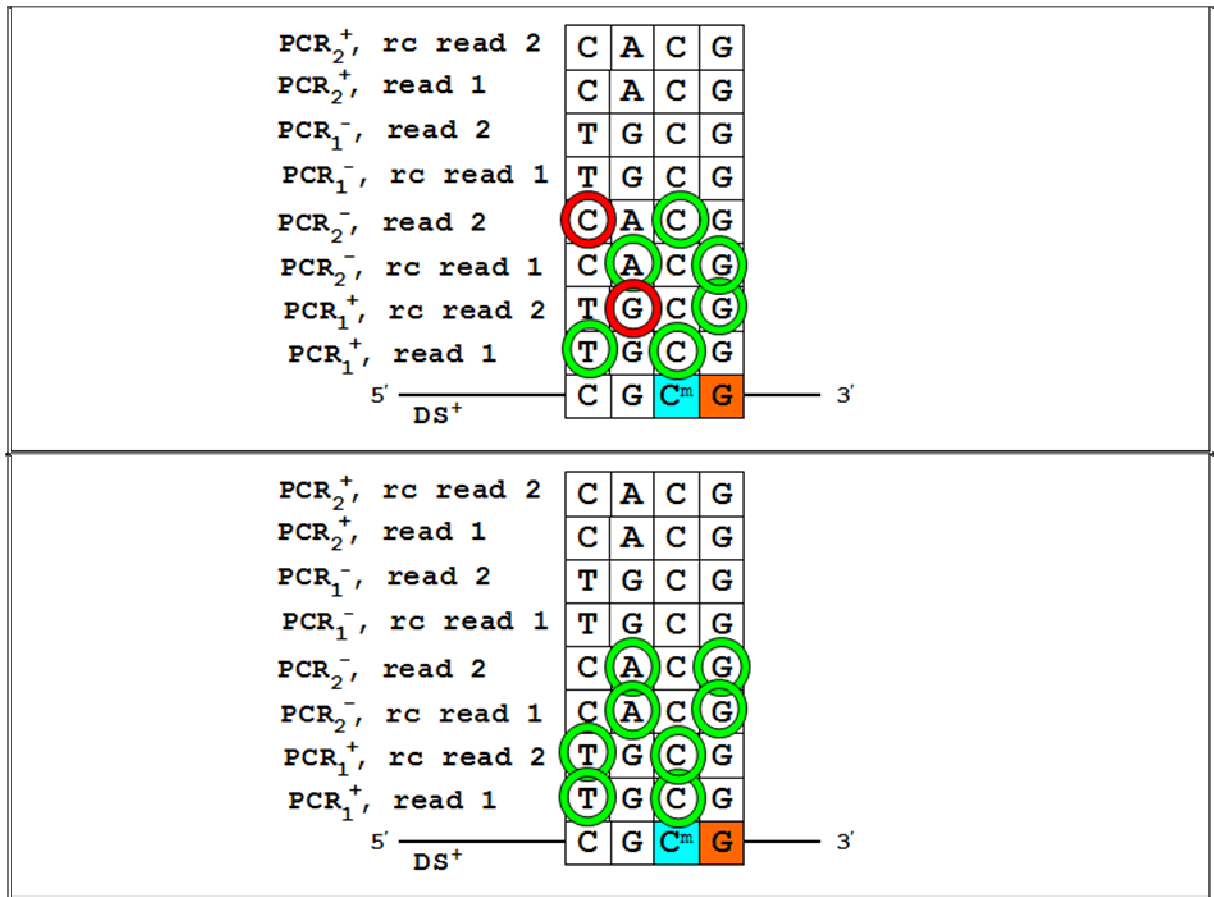 PCR₂⁺, rc read 2 C A C G
PCR₂⁺, read 1 C A C G
PCR₁⁻, read 2 T G C G
PCR₁⁻, rc read 1 T G C G
PCR₂⁻, read 2 C A C G
PCR₂⁻, rc read 1 C A C G
PCR₁⁺, rc read 2 T G C G
PCR₁⁺, read 1 T G C G
5′ C G Cᵐ G 3′
DS⁺
PCR₂⁺, rc read 2 C A C G
PCR₂⁺, read 1 C A C G
PCR₁⁻, read 2 T G C G
PCR₁⁻, rc read 1 T G C G
PCR₂⁻, read 2 C A C G
PCR₂⁻, rc read 1 C A C G
PCR₁⁺, rc read 2 T G C G
PCR₁⁺, read 1 T G C G
5′ C G Cᵐ G 3′
DS⁺